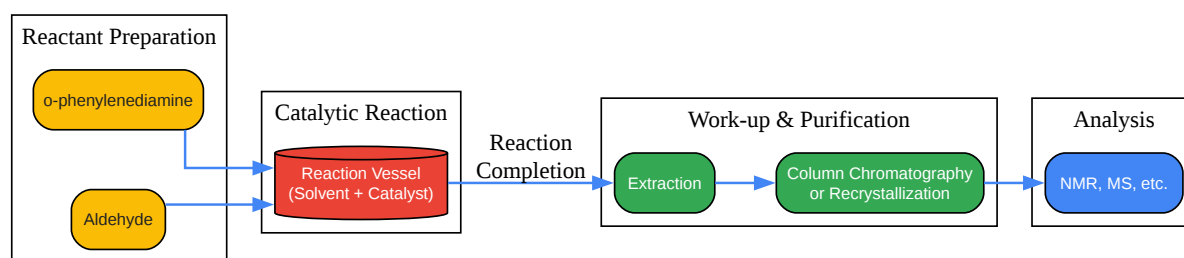 Reactant Preparation
o-phenylenediamine
Aldehyde
Catalytic Reaction
Reaction Vessel
(Solvent + Catalyst)
Reaction
Completion
Work-up & Purification
Extraction
Column Chromatography
or Recrystallization
Analysis
NMR, MS, etc.